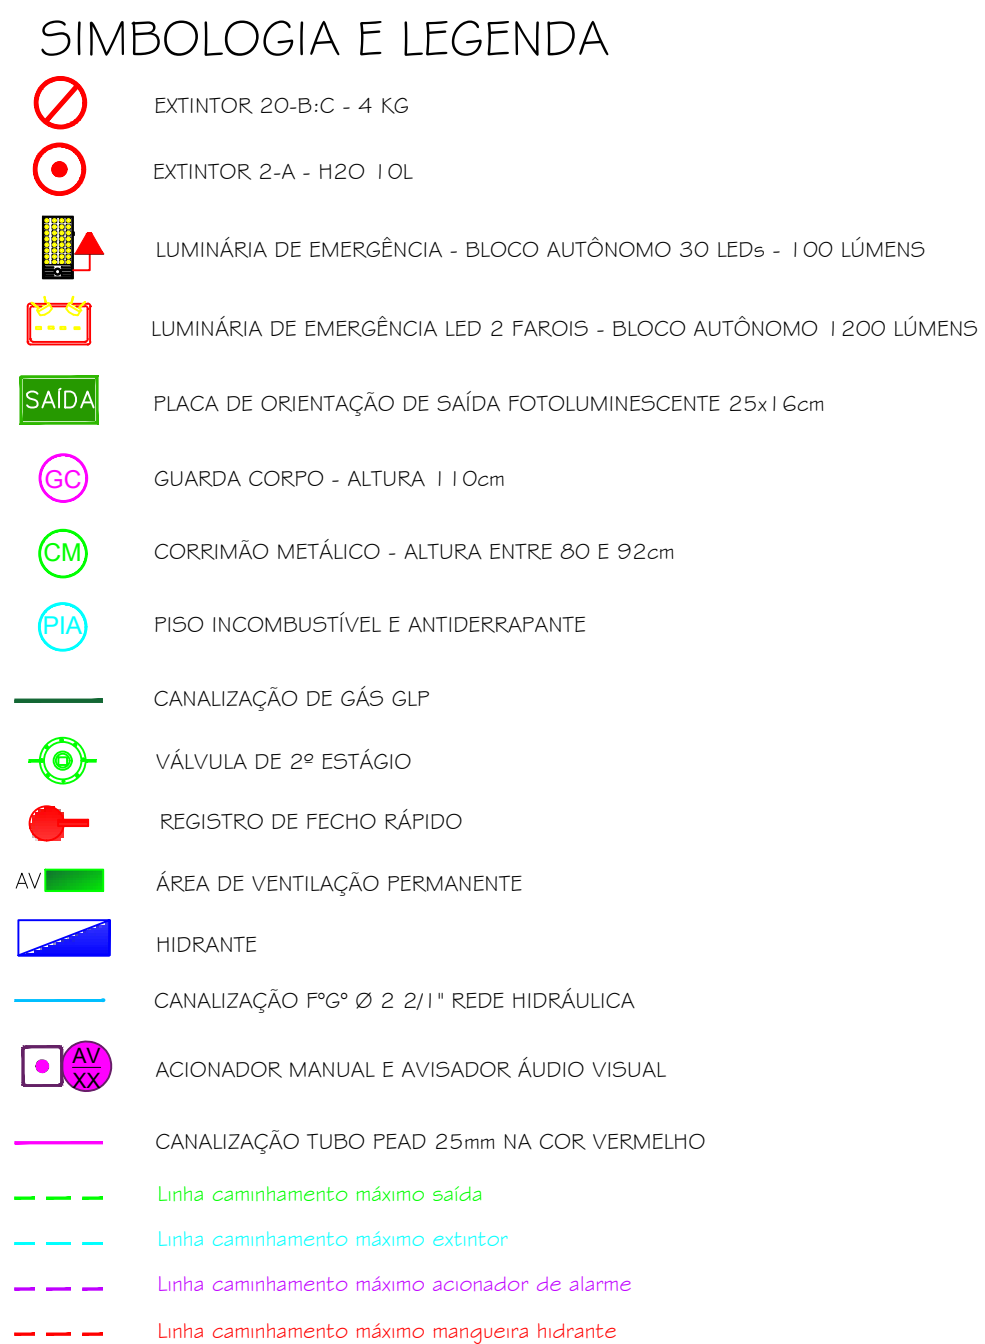 SIMBOLOGIA E LEGENDA
EXTINTOR 20-B:C - 4 KG
EXTINTOR 2-A - H2O 10L
LUMINÁRIA DE EMERGÊNCIA - BLOCO AUTÔNOMO 30 LEDs - 100 LÚMENS
LUMINÁRIA DE EMERGÊNCIA LED 2 FAROIS - BLOCO AUTÔNOMO 1200 LÚMENS
SAÍDA PLACA DE ORIENTAÇÃO DE SAÍDA FOTOLUMINESCENTE 25x16cm
GC GUARDA CORPO - ALTURA 110cm
CM CORRIMÃO METÁLICO - ALTURA ENTRE 80 E 92cm
PIA PISO INCOMBUSTÍVEL E ANTIDERRAPANTE
CANALIZAÇÃO DE GÁS GLP
VÁLVULA DE 2º ESTÁGIO
REGISTRO DE FECHO RÁPIDO
AV ÁREA DE VENTILAÇÃO PERMANENTE
HIDRANTE
CANALIZAÇÃO FºGº Ø 2 2/1" REDE HIDRÁULICA
AV
XX
ACIONADOR MANUAL E AVISADOR ÁUDIO VISUAL
CANALIZAÇÃO TUBO PEAD 25mm NA COR VERMELHO
Linha caminhamento máximo saída
Linha caminhamento máximo extintor
Linha caminhamento máximo acionador de alarme
Linha caminhamento máximo mangueira hidrante